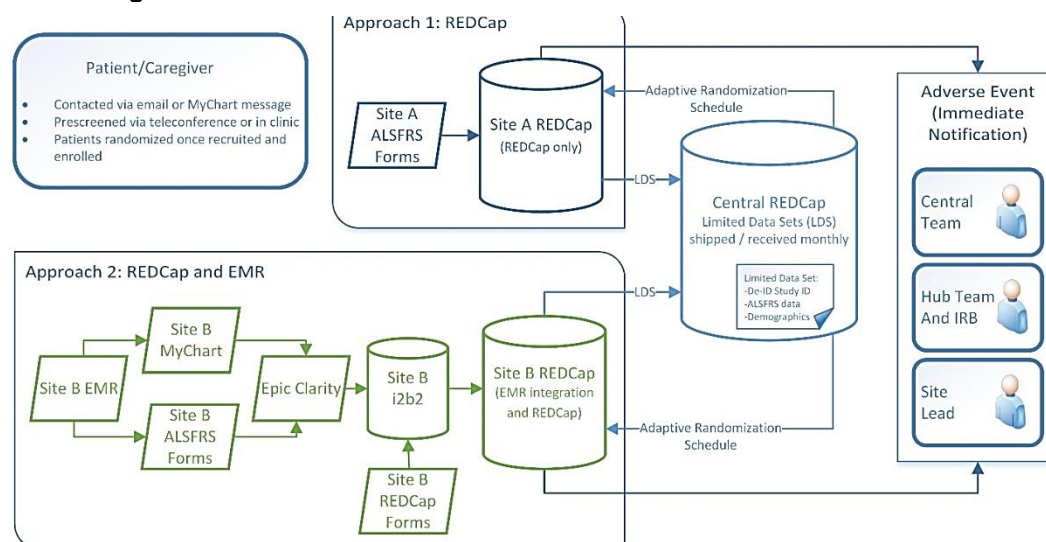 Approach 1: REDCap
Patient/Caregiver
Contacted via email or MyChart message
Prescreened via teleconference or in clinic
Patients randomized once recruited and
enrolled
Site A
ALSFRS
Forms
Site A REDCap
(REDCap only)
Adaptive Randomization
Schedule
LDS
Central REDCap
Limited Data Sets (LDS)
shipped / received monthly
Limited Data Set:
-De-ID Study ID
-ALSFRS data
-Demographics
Adverse Event
(Immediate
Notification)
Central
Team
Hub Team
And IRB
Site
Lead
Approach 2: REDCap and EMR
Site B EMR
Site B
MyChart
Site B
ALSFRS
Forms
Epic Clarity
Site B
i2b2
Site B
REDCap
Forms
Site B REDCap
(EMR integration
and REDCap)
LDS
Adaptive Randomization
Schedule